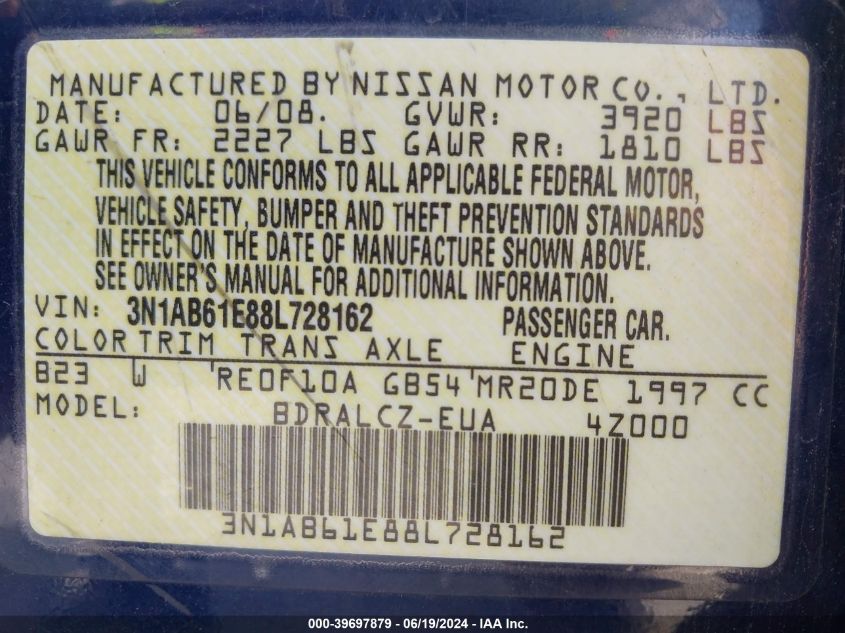 MANUFACTURED BY NISSAN MOTOR CO., LTD.
DATE: 06/08. GVWR: 3920 LBS
GAWR FR: 2227 LBS GAWR RR: 1810 LBS
THIS VEHICLE CONFORMS TO ALL APPLICABLE FEDERAL MOTOR,
VEHICLE SAFETY, BUMPER AND THEFT PREVENTION STANDARDS
IN EFFECT ON THE DATE OF MANUFACTURE SHOWN ABOVE.
SEE OWNER'S MANUAL FOR ADDITIONAL INFORMATION.
VIN: 3N1AB61E88L728162 PASSENGER CAR.
COLOR TRIM TRANS AXLE ENGINE
B23 W RE0F10A GB54 MR20DE 1997 CC
MODEL: BDRALCZ-EUA 4Z000
3N1AB61E88L728162
000-39697879 - 06/19/2024 - IAA Inc.